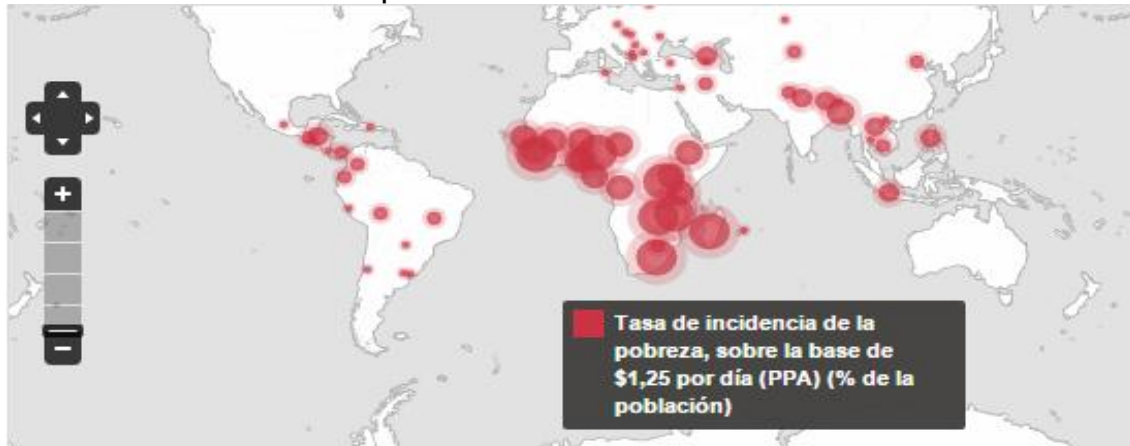 +
−
Tasa de incidencia de la
pobreza, sobre la base de
$1,25 por día (PPA) (% de la
población)